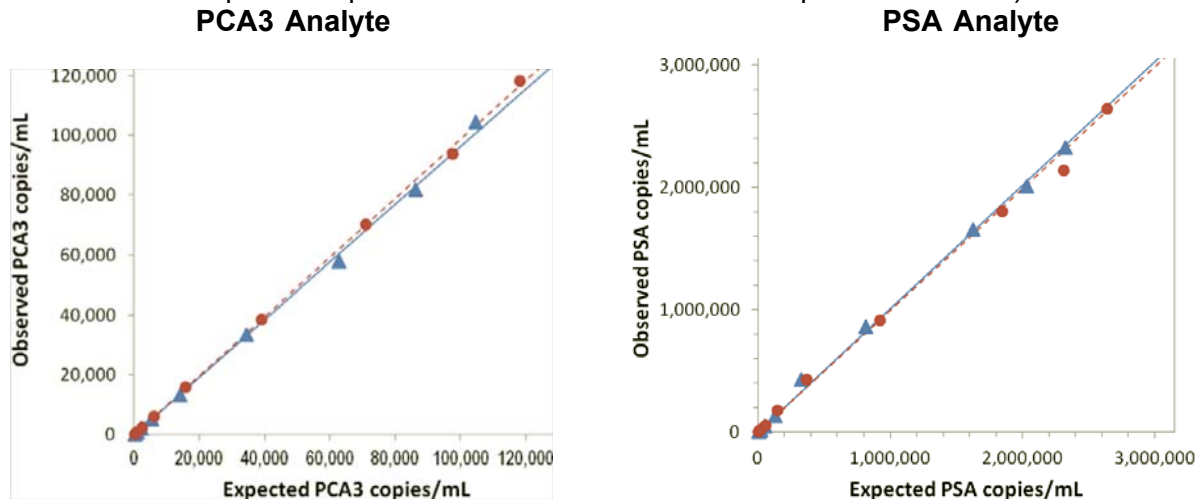 PCA3 Analyte
120,000
100,000
80,000
60,000
40,000
20,000
0
Observed PCA3 copies/mL
0 20,000 40,000 60,000 80,000 100,000 120,000
Expected PCA3 copies/mL
PSA Analyte
3,000,000
2,000,000
1,000,000
0
Observed PSA copies/mL
0 1,000,000 2,000,000 3,000,000
Expected PSA copies/mL